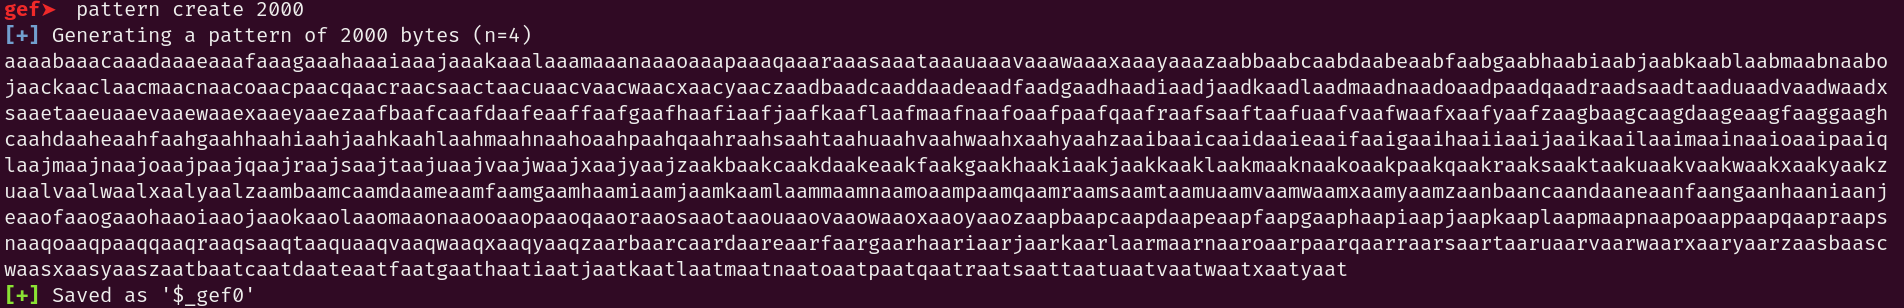 gef➤  pattern create 2000
[+] Generating a pattern of 2000 bytes (n=4)
aaaabaaacaaadaaaeaaafaaagaaahaaaiaaajaaakaaalaaamaaanaaaoaaapaaaqaaaraaasaaataaauaaavaaawaaaxaaayaaazaabbaabcaabdaabeaabfaabgaabhaabiaabjaabkaablaabmaabnaabo
jaackaaclaacmaacnaacoaacpaacqaacraacsaactaacuaacvaacwaacxaacyaaczaadbaadcaaddaadeaadfaadgaadhaadiaadjaadkaadlaadmaadnaadoaadpaadqaadraadsaadtaaduaadvaadwaadx
saaetaaeuaaevaaewaaexaaeyaaezaafbaafcaafdaafeaaffaafgaafhaafiaafjaafkaaflaafmaafnaafoaafpaafqaafraafsaaftaafuaafvaafwaafxaafyaafzaagbaagcaagdaageaagfaaggaagh
caahdaaheaahfaahgaahhaahiaahjaahkaahlaahmaahnaahoaahpaahqaahraahsaahtaahuaahvaahwaahxaahyaahzaaibaaicaaidaaieaaifaaigaaihaaiiaaijaaikaailaaimaainaaioaaipaaiq
laajmaajnaajoaajpaajqaajraajsaajtaajuaajvaajwaajxaajyaajzaakbaakcaakdaakeaakfaakgaakhaakiaakjaakkaaklaakmaaknaakoaakpaakqaakraaksaaktaakuaakvaakwaakxaakyaakz
uaalvaalwaalxaalyaalzaambaamcaamdaameaamfaamgaamhaamiaamjaamkaamlaammaamnaamoaampaamqaamraamsaamtaamuaamvaamwaamxaamyaamzaanbaancaandaaneaanfaangaanhaaniaanj
eaaofaaogaaohaaoiaaojaaokaaolaaomaaonaaooaaopaaoqaaoraaosaaotaaouaaovaaowaaoxaaoyaaozaapbaapcaapdaapeaapfaapgaaphaapiaapjaapkaaplaapmaapnaapoaappaapqaapraaps
naaqoaaqpaaqqaaqraaqsaaqtaaquaaqvaaqwaaqxaaqyaaqzaarbaarcaardaareaarfaargaarhaariaarjaarkaarlaarmaarnaaroaarpaarqaarraarsaartaaruaarvaarwaarxaaryaarzaasbaasc
waasxaasyaaszaatbaatcaatdaateaatfaatgaathaatiaatjaatkaatlaatmaatnaatoaatpaatqaatraatsaattaatuaatvaatwaatxaatyaat
[+] Saved as '$_gef0'